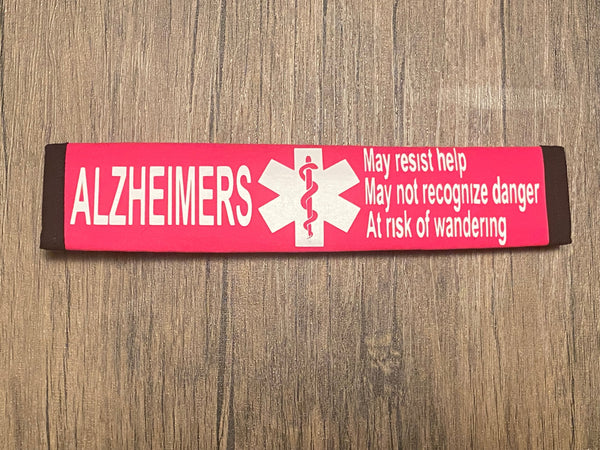 ALZHEIMERS
May resist help
May not recognize danger
At risk of wandering